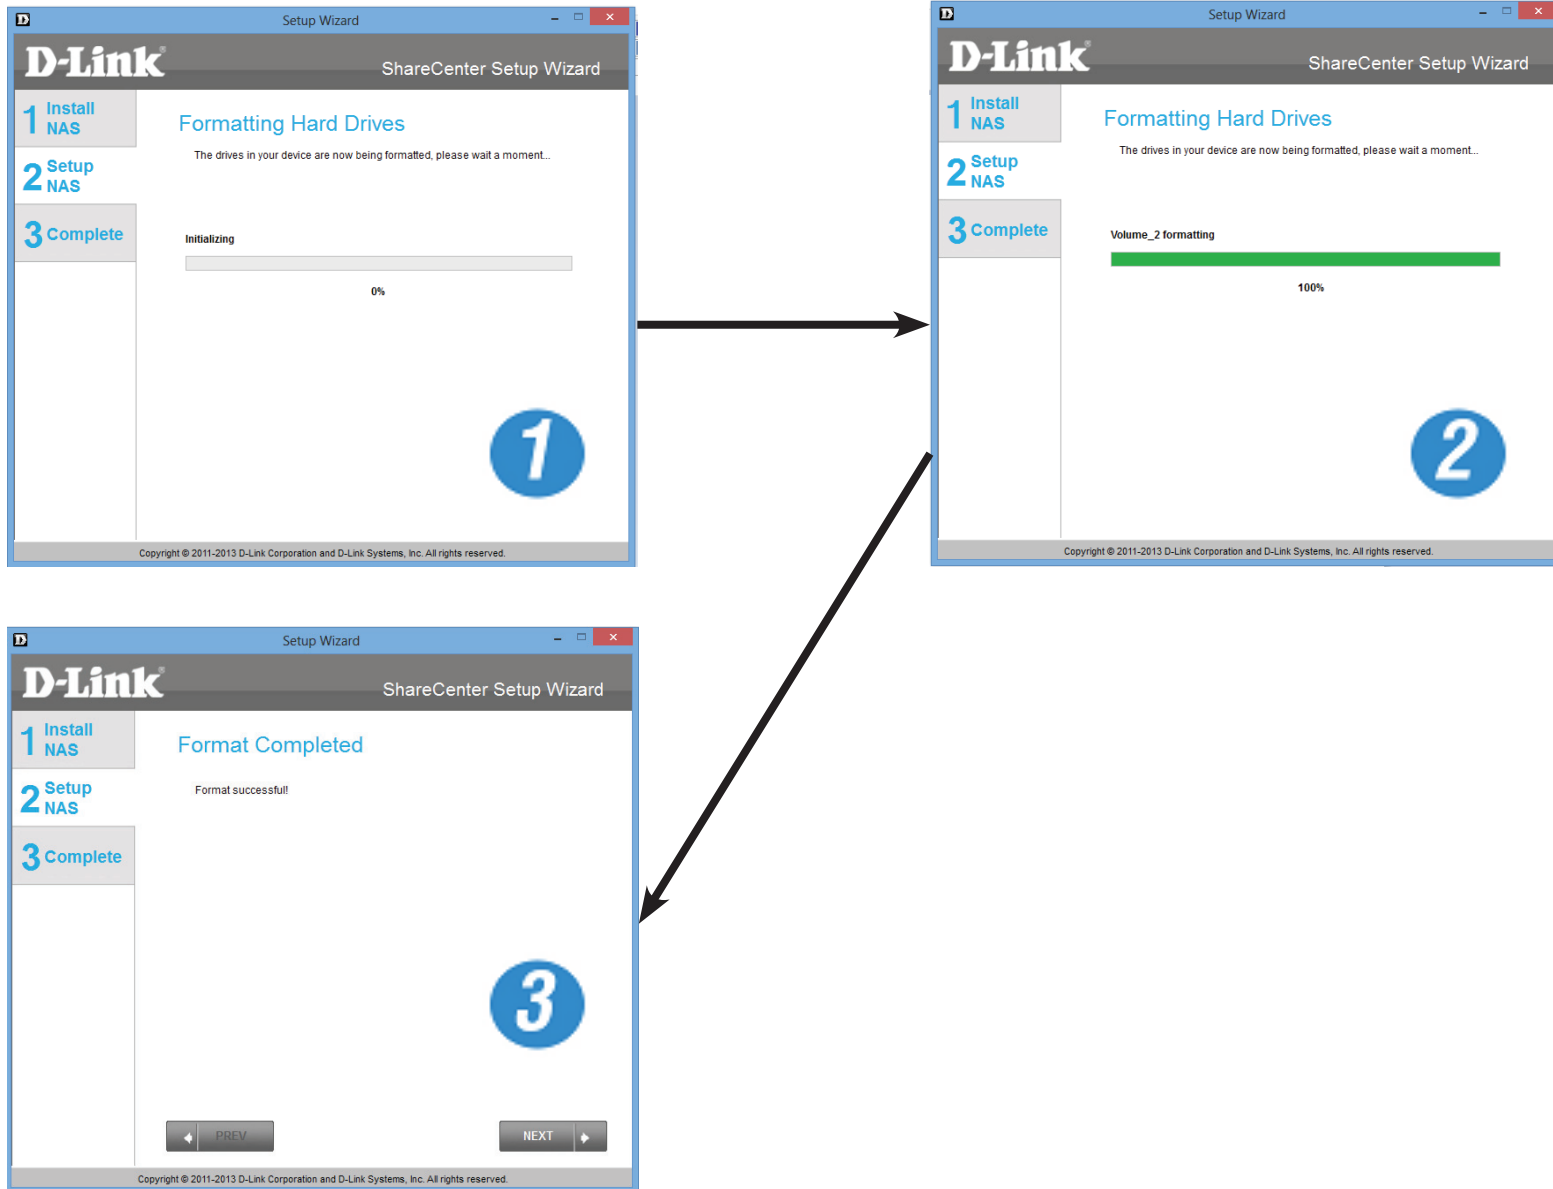 Setup Wizard
D-Link®
ShareCenter Setup Wizard
1 Install
NAS
2 Setup
NAS
3 Complete
Formatting Hard Drives
The drives in your device are now being formatted, please wait a moment...
Initializing
0%
1
Copyright © 2011-2013 D-Link Corporation and D-Link Systems, Inc. All rights reserved.
Setup Wizard
D-Link®
ShareCenter Setup Wizard
1 Install
NAS
2 Setup
NAS
3 Complete
Formatting Hard Drives
The drives in your device are now being formatted, please wait a moment...
Volume_2 formatting
100%
2
Copyright © 2011-2013 D-Link Corporation and D-Link Systems, Inc. All rights reserved.
Setup Wizard
D-Link®
ShareCenter Setup Wizard
1 Install
NAS
2 Setup
NAS
3 Complete
Format Completed
Format successful!
3
PREV
NEXT
Copyright © 2011-2013 D-Link Corporation and D-Link Systems, Inc. All rights reserved.